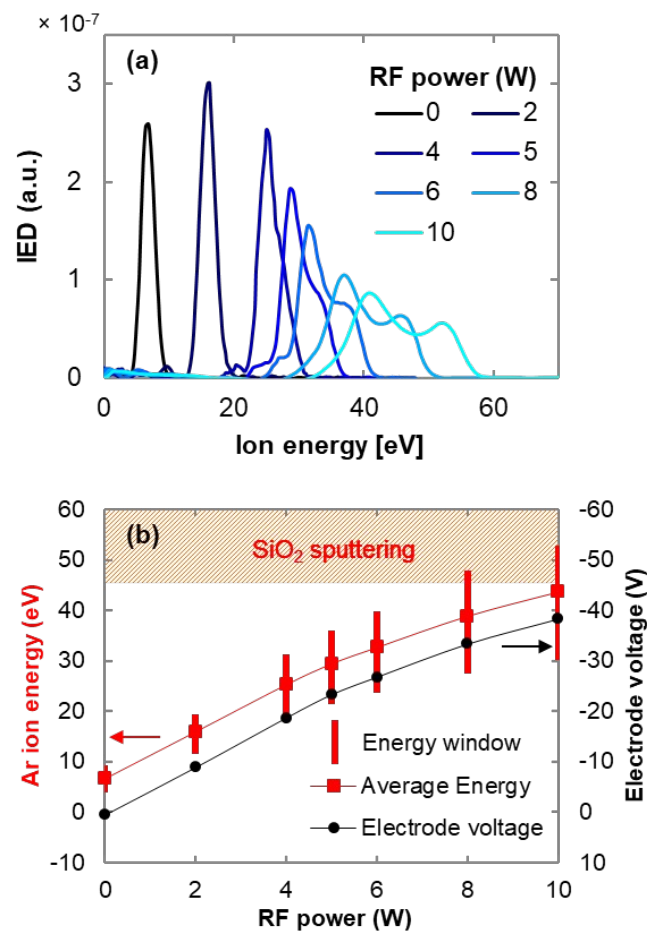 × 10⁻⁷
(a)
RF power (W)
0 2
4 5
6 8
10
3
2
1
0
IED (a.u.)
0 20 40 60
Ion energy [eV]
(b)
SiO₂ sputtering
60 -60
50 -50
40 -40
30 -30
20 -20
10 -10
0 0
-10 10
Ar ion energy (eV)
Electrode voltage (V)
Energy window
Average Energy
Electrode voltage
0 2 4 6 8 10
RF power (W)